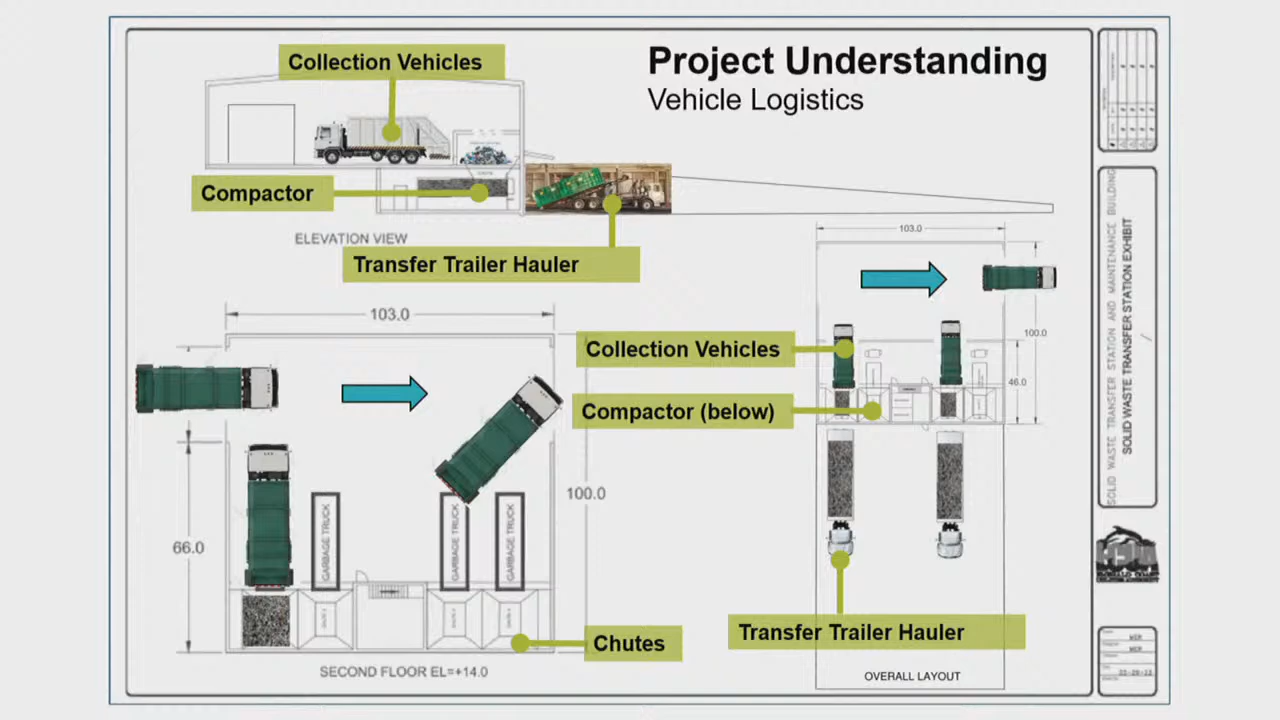 Project Understanding
Vehicle Logistics
Collection Vehicles
Compactor
ELEVATION VIEW
Transfer Trailer Hauler
103.0
100.0
66.0
GARBAGE TRUCK
GARBAGE TRUCK
GARBAGE TRUCK
Chutes
SECOND FLOOR EL=+14.0
103.0
100.0
46.0
Collection Vehicles
Compactor (below)
Transfer Trailer Hauler
OVERALL LAYOUT
SOLID WASTE TRANSFER STATION AND MAINTENANCE BUILDING
SOLID WASTE TRANSFER STATION EXHIBIT